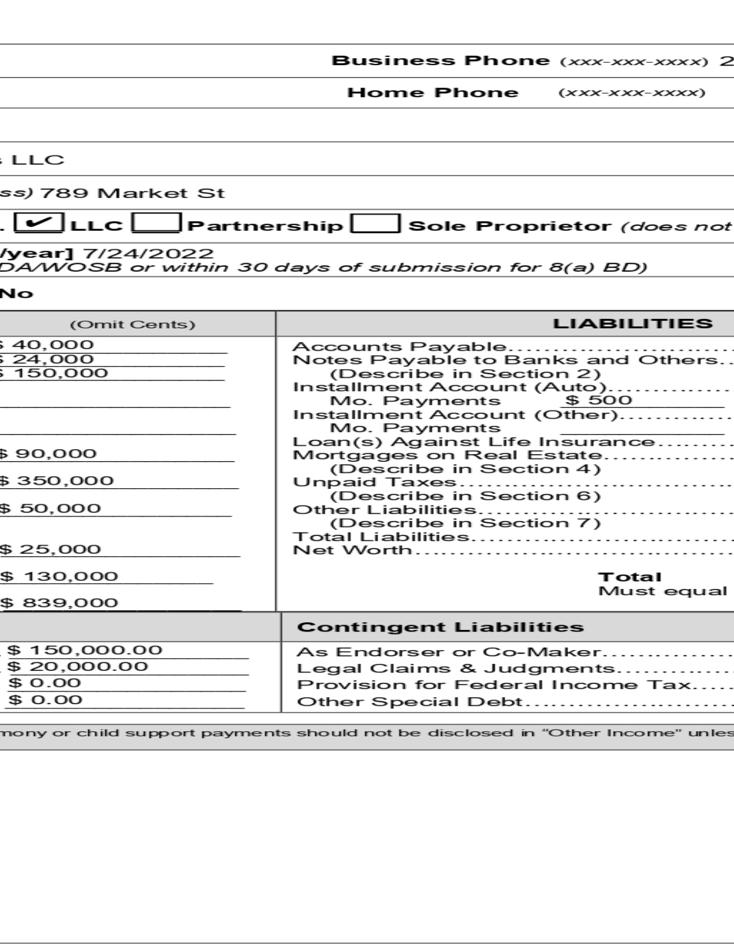 Business Phone (xxx-xxx-xxxx) 2
Home Phone (xxx-xxx-xxxx)
LLC
789 Market St
LLC Partnership Sole Proprietor (does not
/year] 7/24/2022
DA/WOSB or within 30 days of submission for 8(a) BD)
No
(Omit Cents) LIABILITIES
$ 40,000 Accounts Payable
$ 24,000 Notes Payable to Banks and Others
$ 150,000 (Describe in Section 2)
Installment Account (Auto)
Mo. Payments $ 500
Installment Account (Other)
Mo. Payments
Loan(s) Against Life Insurance
$ 90,000 Mortgages on Real Estate
(Describe in Section 4)
$ 350,000 Unpaid Taxes
(Describe in Section 6)
$ 50,000 Other Liabilities
(Describe in Section 7)
Total Liabilities
$ 25,000 Net Worth
$ 130,000 Total
Must equal
$ 839,000
Contingent Liabilities
$ 150,000.00 As Endorser or Co-Maker
$ 20,000.00 Legal Claims & Judgments
$ 0.00 Provision for Federal Income Tax
$ 0.00 Other Special Debt
mony or child support payments should not be disclosed in "Other Income" unles